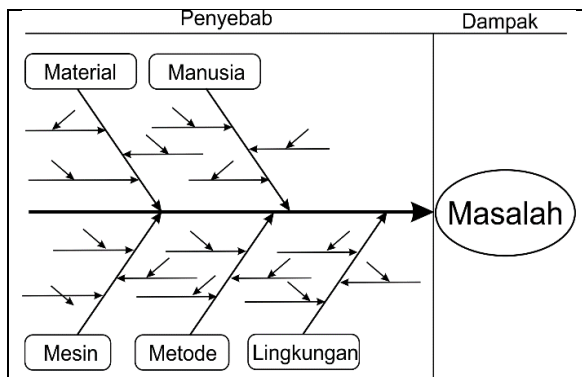 Penyebab
Dampak
Material
Manusia
Masalah
Mesin
Metode
Lingkungan